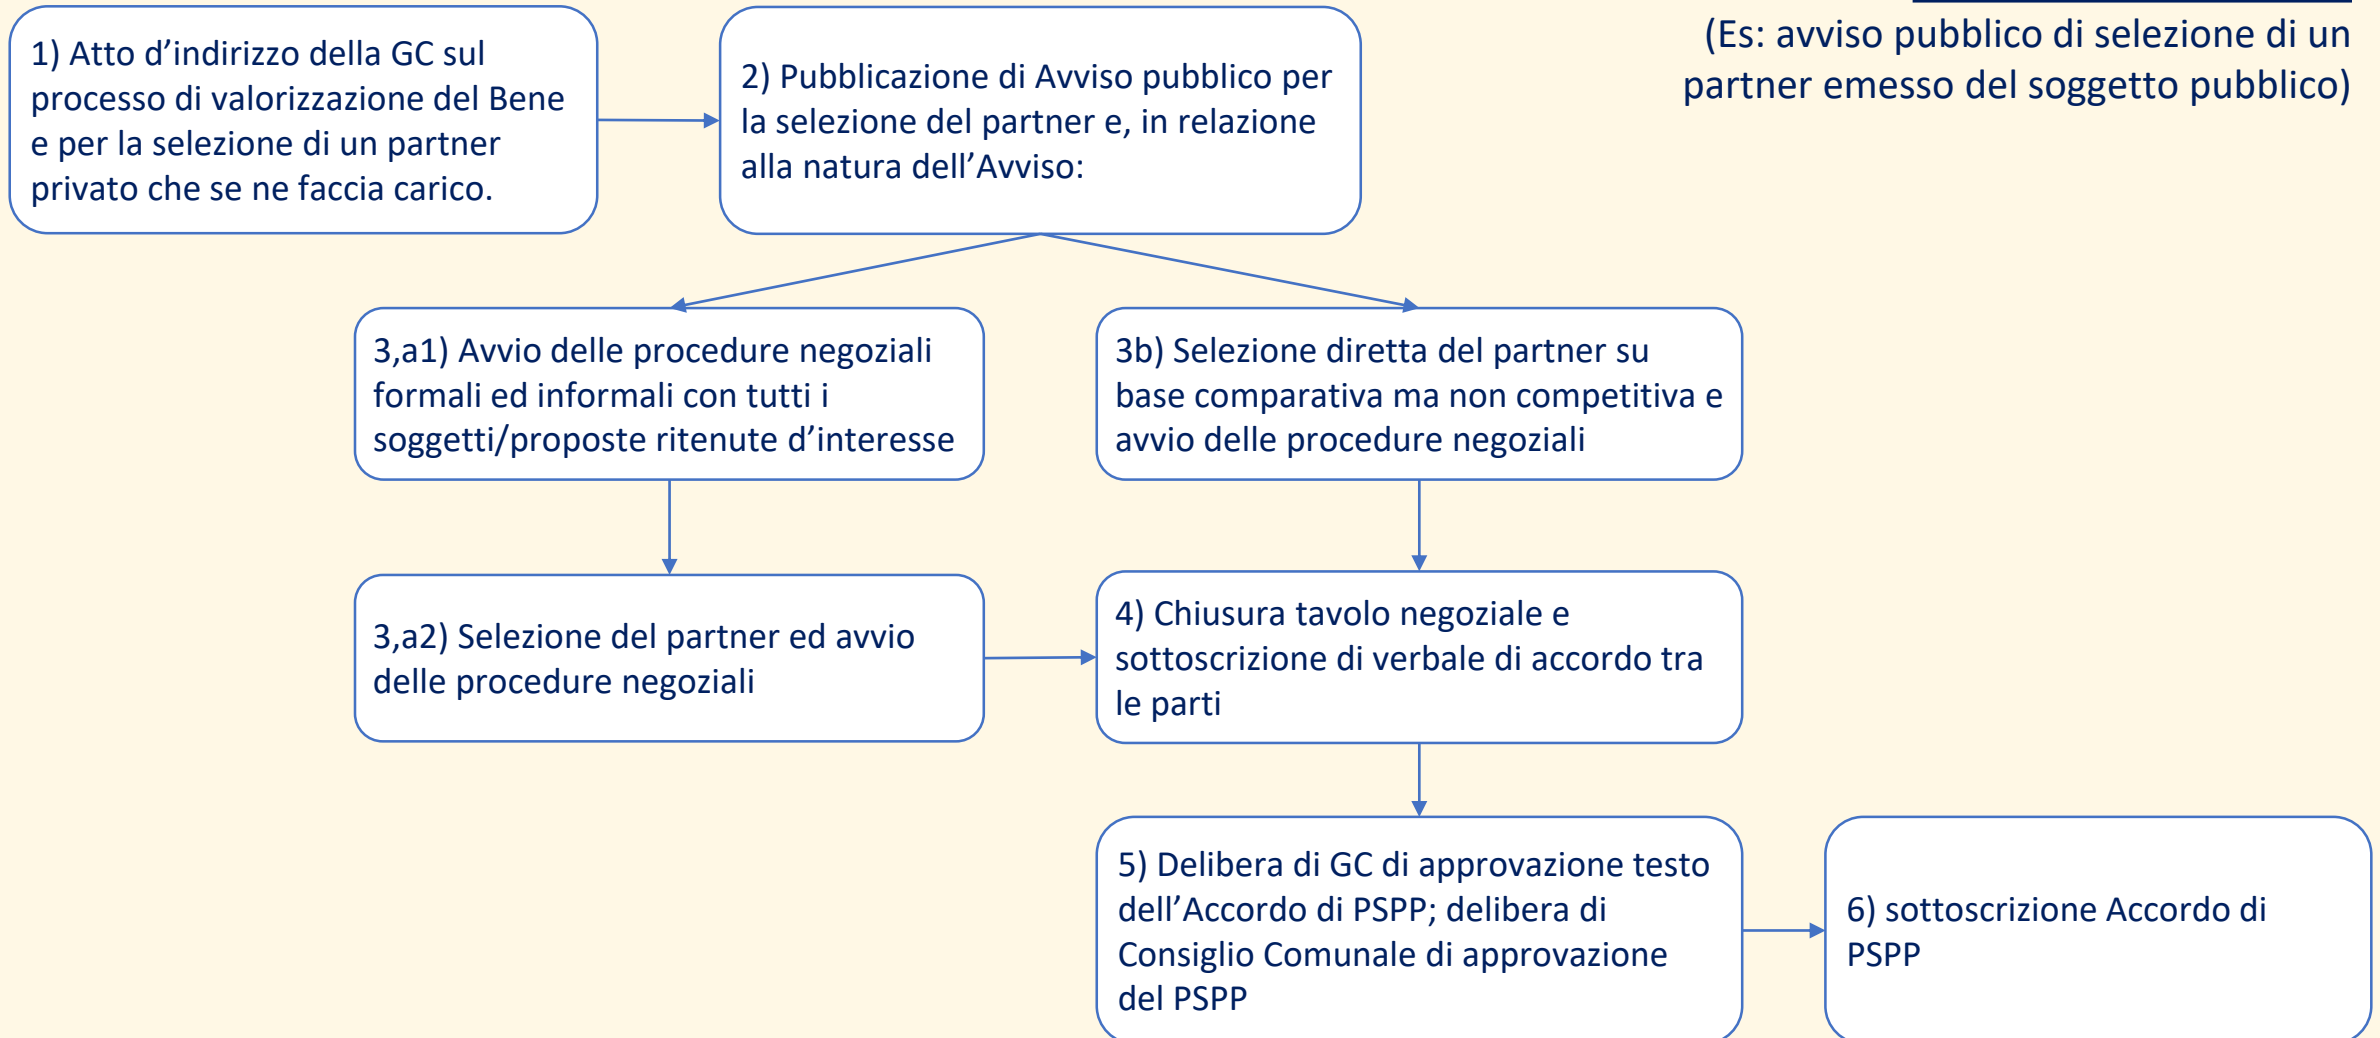 (Es: avviso pubblico di selezione di un
partner emesso del soggetto pubblico)
1) Atto d’indirizzo della GC sul
processo di valorizzazione del Bene
e per la selezione di un partner
privato che se ne faccia carico.
2) Pubblicazione di Avviso pubblico per
la selezione del partner e, in relazione
alla natura dell’Avviso:
3,a1) Avvio delle procedure negoziali
formali ed informali con tutti i
soggetti/proposte ritenute d’interesse
3b) Selezione diretta del partner su
base comparativa ma non competitiva e
avvio delle procedure negoziali
3,a2) Selezione del partner ed avvio
delle procedure negoziali
4) Chiusura tavolo negoziale e
sottoscrizione di verbale di accordo tra
le parti
5) Delibera di GC di approvazione testo
dell’Accordo di PSPP; delibera di
Consiglio Comunale di approvazione
del PSPP
6) sottoscrizione Accordo di
PSPP